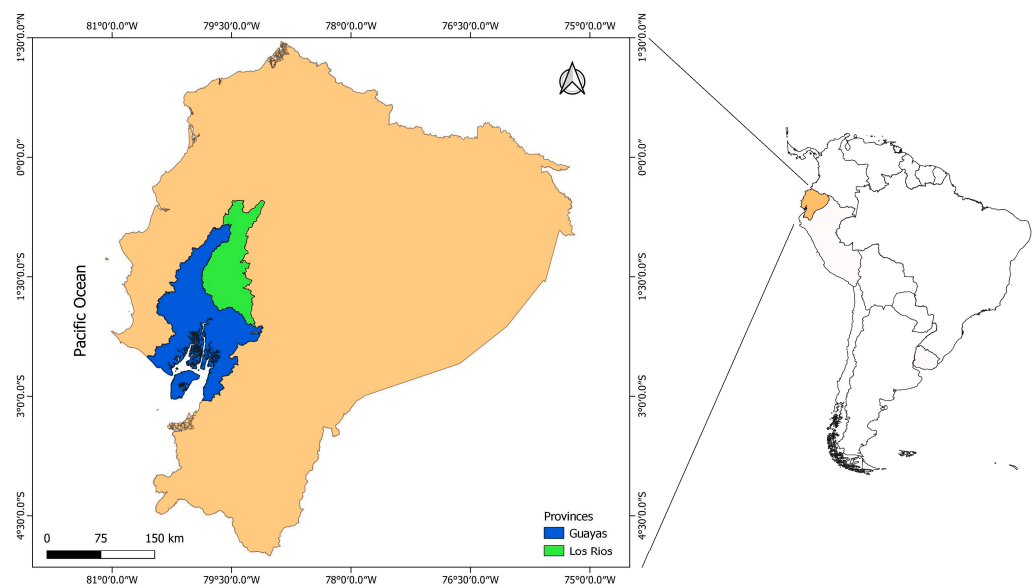 81°0'0.0"W 79°30'0.0"W 78°0'0.0"W 76°30'0.0"W 75°0'0.0"W
1°30'0.0"N 1°30'0.0"N
0°0'0.0" 0°0'0.0"
1°30'0.0"S 1°30'0.0"S
Pacific Ocean
3°0'0.0"S 3°0'0.0"S
4°30'0.0"S 4°30'0.0"S
Provinces
Guayas
Los Rios
0 75 150 km
81°0'0.0"W 79°30'0.0"W 78°0'0.0"W 76°30'0.0"W 75°0'0.0"W